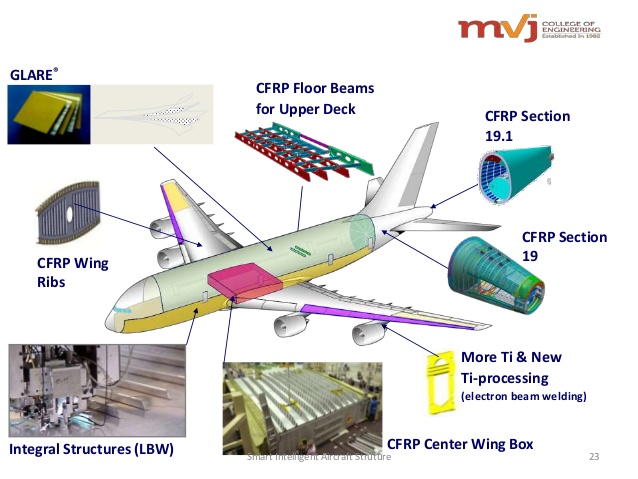 mvj COLLEGE OF
ENGINEERING
Established In 1982
GLARE®
CFRP Floor Beams
for Upper Deck
CFRP Section
19.1
CFRP Wing
Ribs
CFRP Section
19
More Ti & New
Ti-processing
(electron beam welding)
Integral Structures (LBW)
CFRP Center Wing Box
Smart Intelligent Aircraft Struture
23